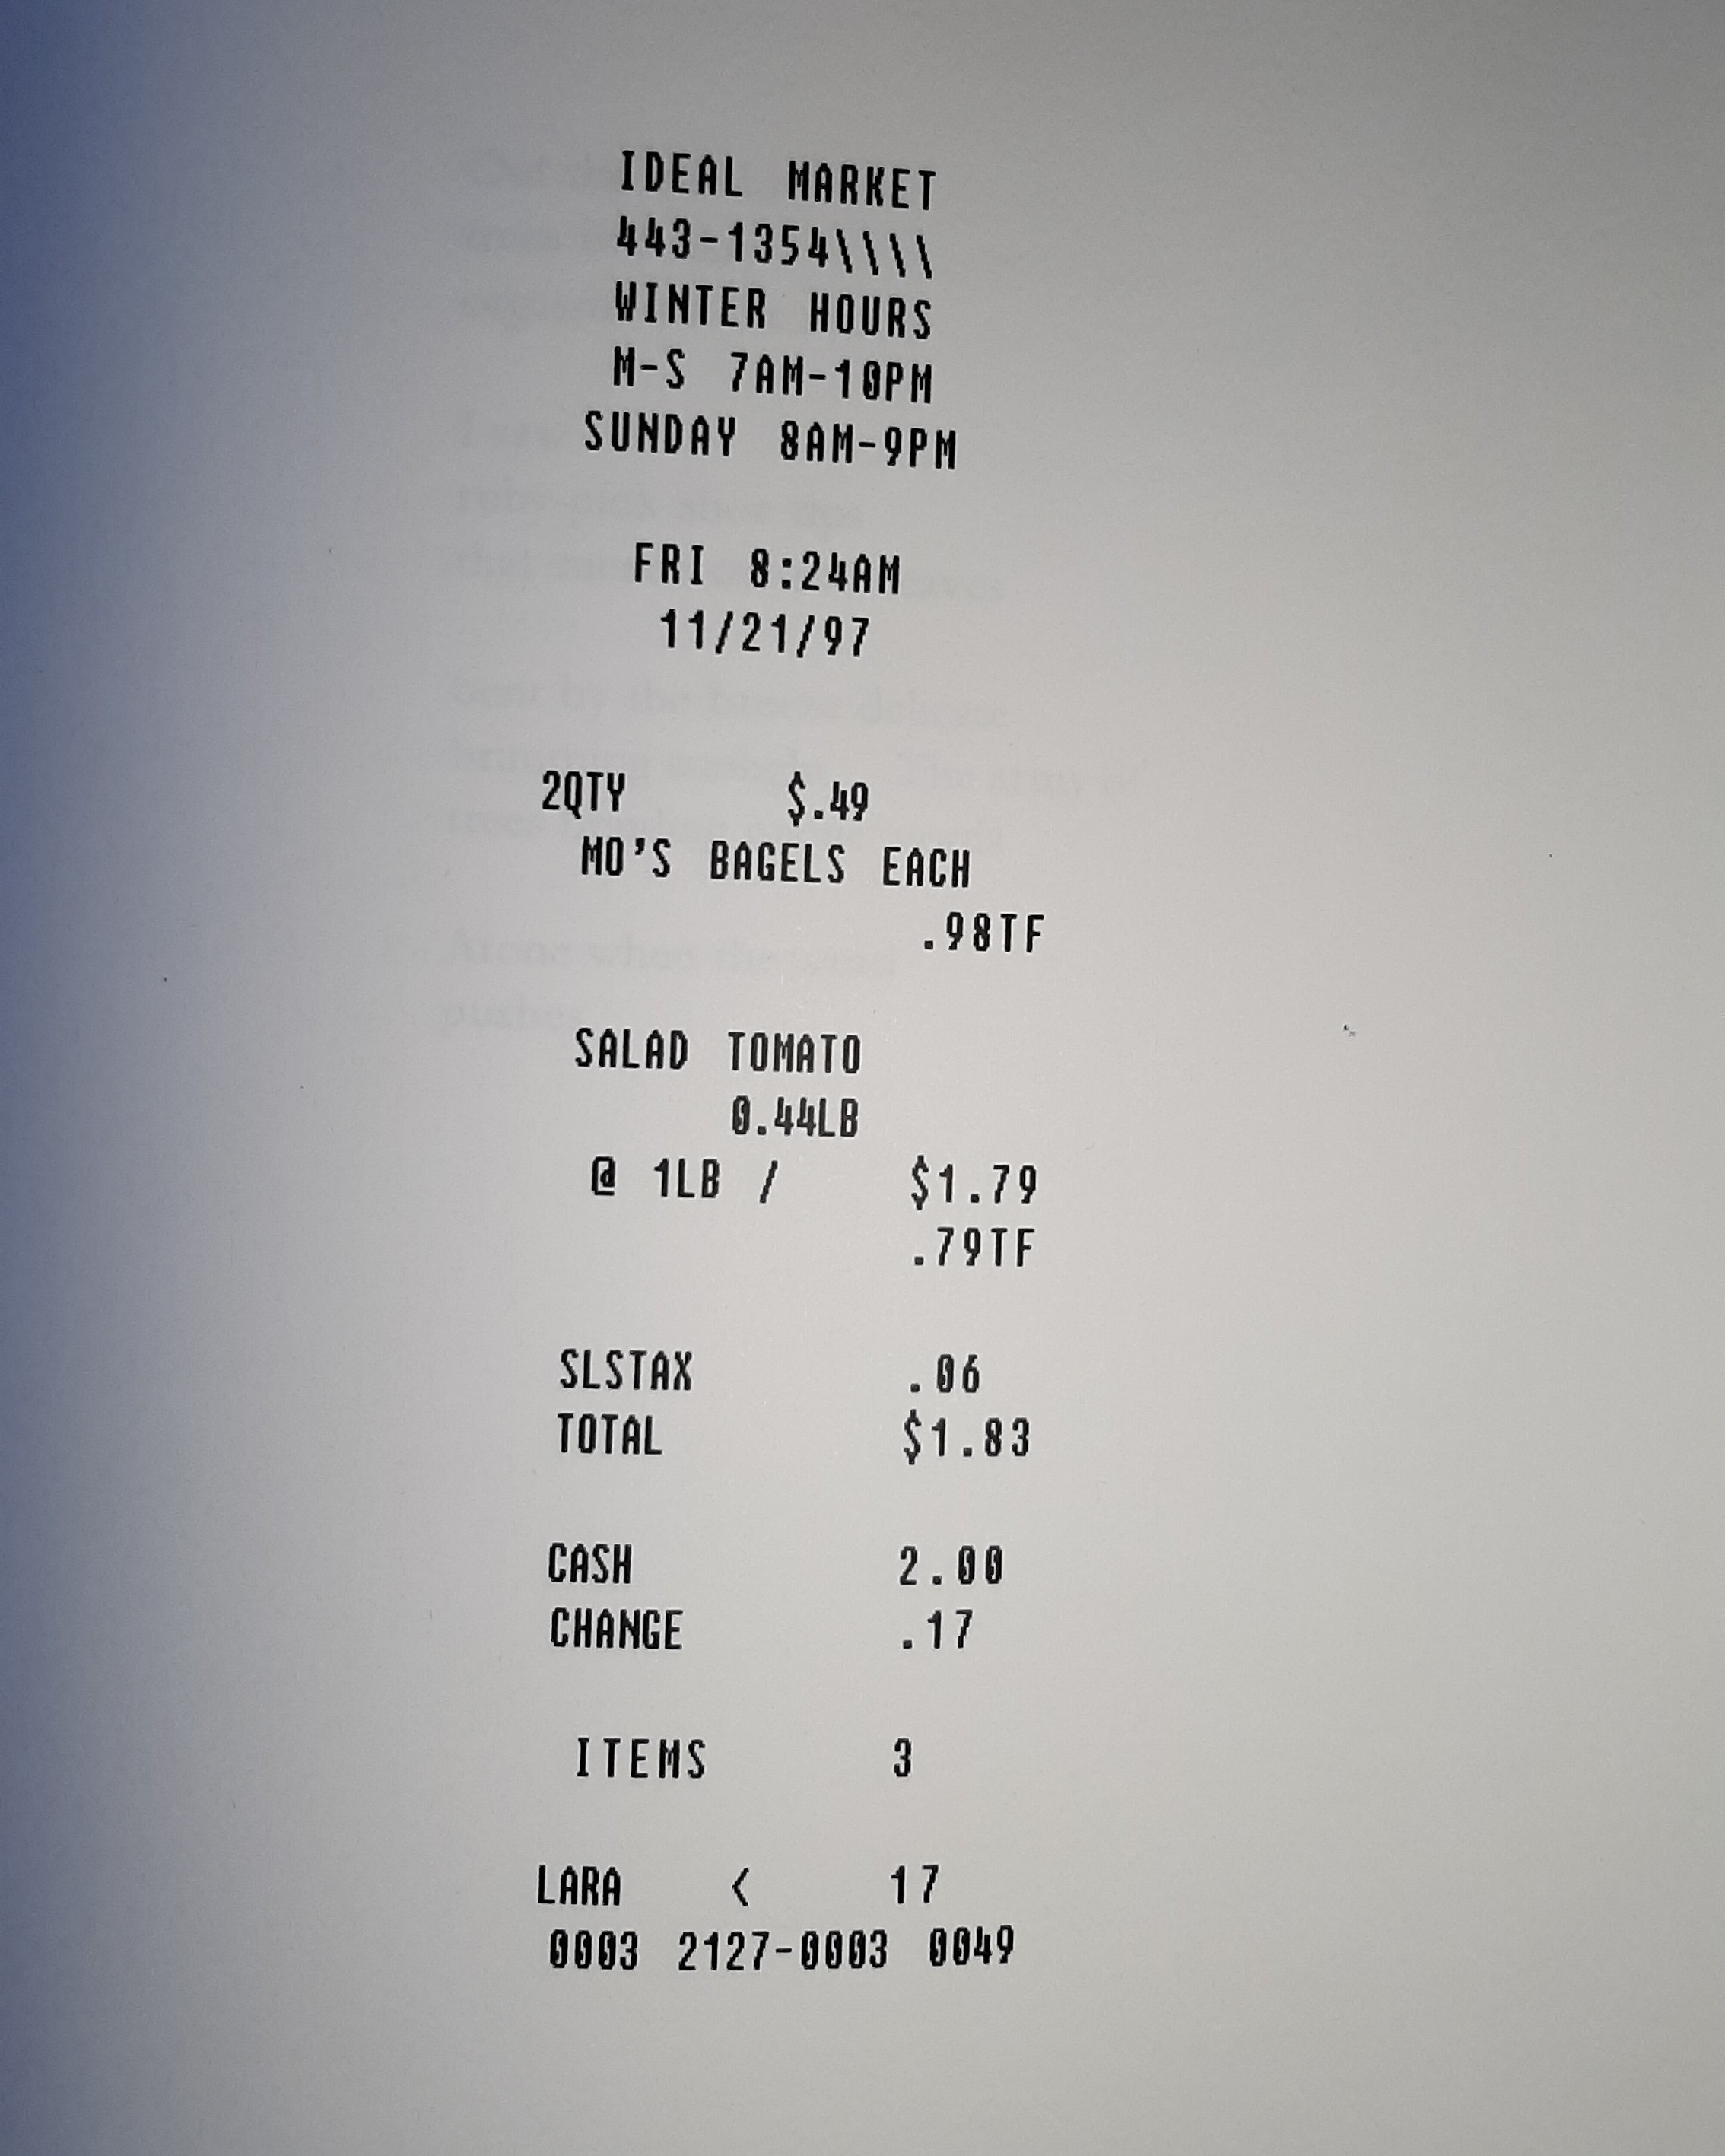 IDEAL MARKET
443-1354\\\\
WINTER HOURS
M-S 7AM-10PM
SUNDAY 8AM-9PM
FRI 8:24AM
11/21/97
2QTY $.49
MO'S BAGELS EACH
.98TF
SALAD TOMATO
0.44LB
@ 1LB / $1.79
.79TF
SLSTAX .06
TOTAL $1.83
CASH 2.00
CHANGE .17
ITEMS 3
LARA < 17
0003 2127-0003 0049